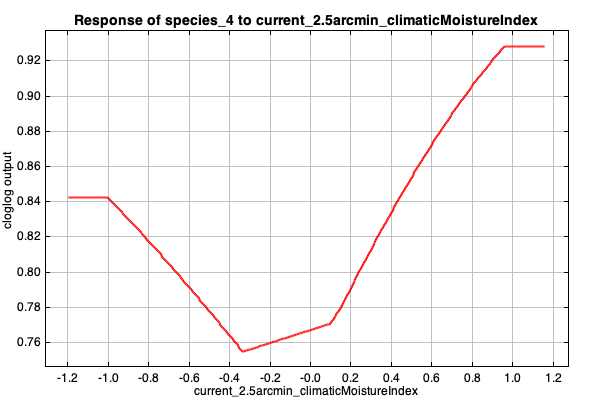 Response of species_4 to current_2.5arcmin_climaticMoistureIndex
0.92
0.90
0.88
0.86
0.84
0.82
0.80
0.78
0.76
cloglog output
-1.2 -1.0 -0.8 -0.6 -0.4 -0.2 -0.0 0.2 0.4 0.6 0.8 1.0 1.2
current_2.5arcmin_climaticMoistureIndex